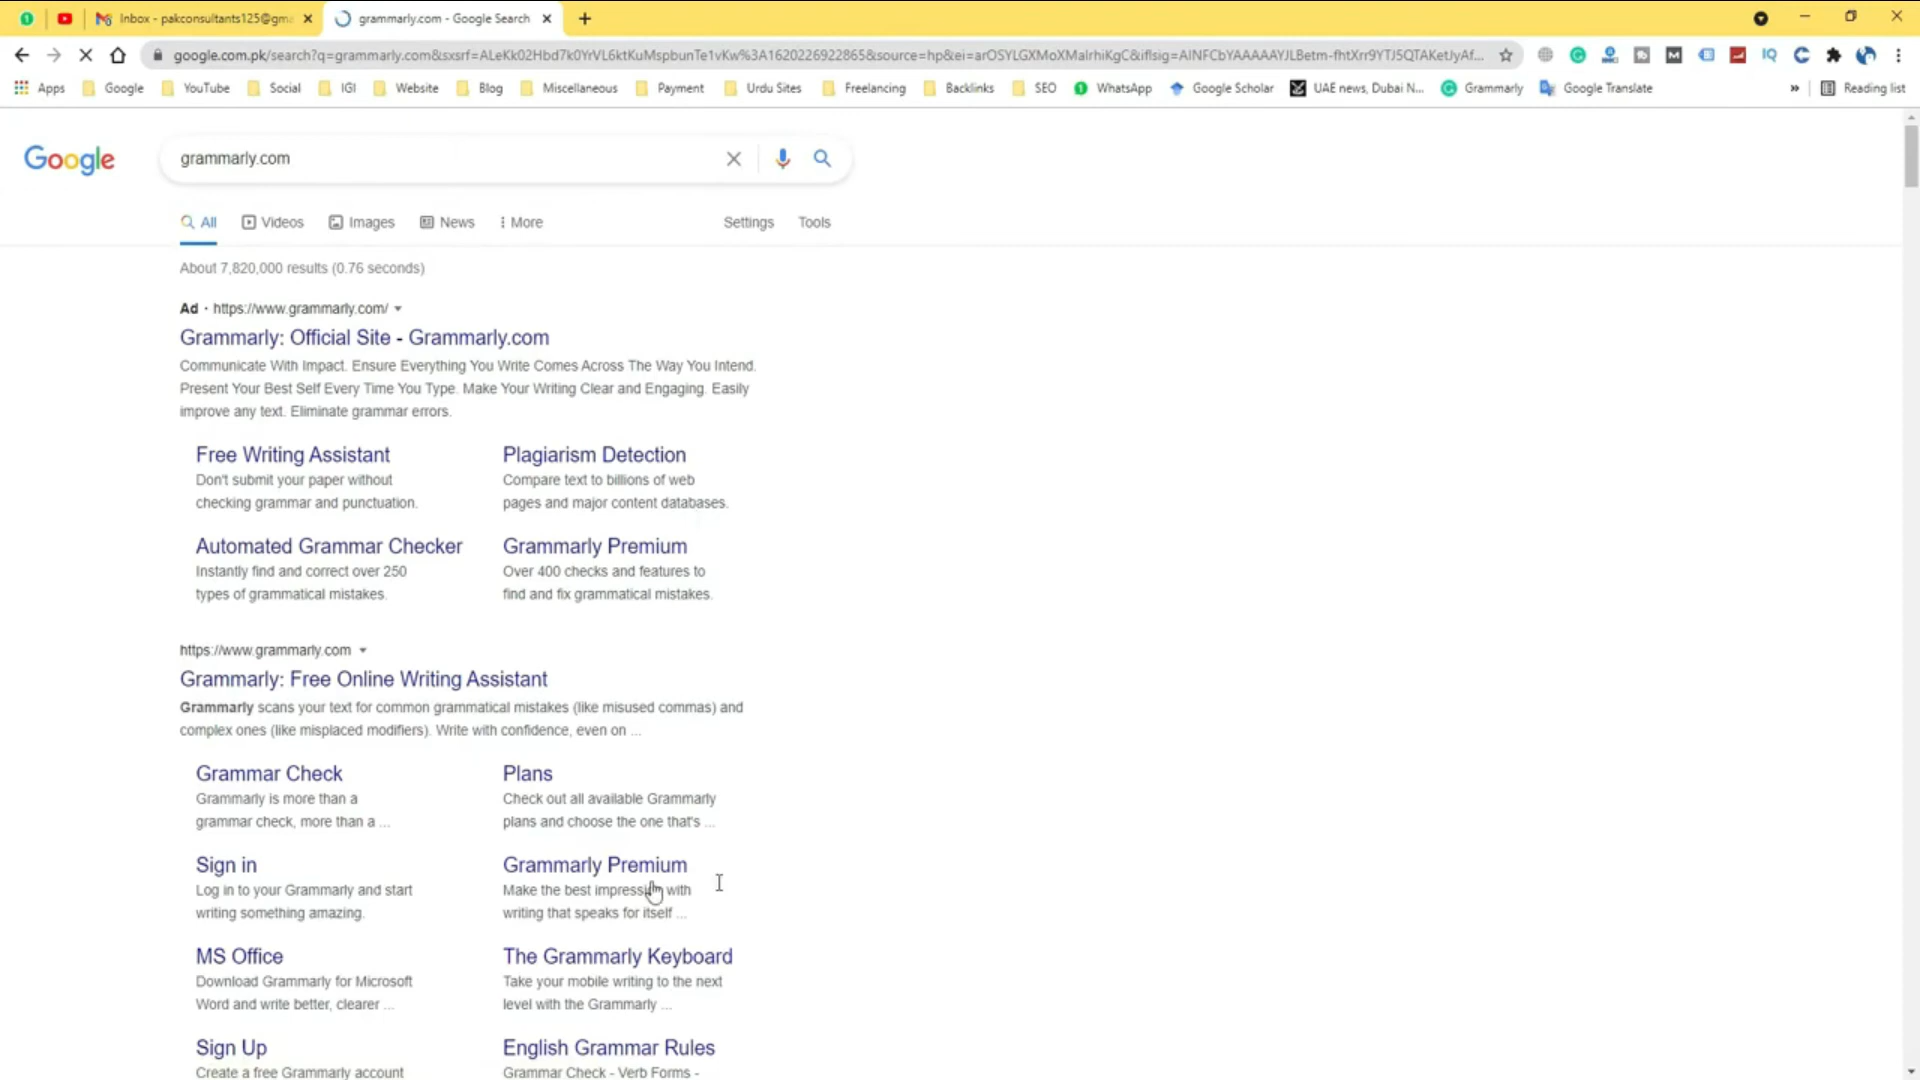 Inbox - pakconsultants125@gma
grammarly.com - Google Search
google.com.pk/search?q=grammarly.com&sxsrf=ALeKk02Hbd7k0YrVL6ktKuMspbunTe1vKw%3A1620226922865&source=hp&ei=arOSYLGXMoXMalrhiKgC&iflsig=AINFCbYAAAAAYJLBetm-fhtXrr9YTJ5QTAKetJyAf...
Apps Google YouTube Social IGI Website Blog Miscellaneous Payment Urdu Sites Freelancing Backlinks SEO WhatsApp Google Scholar UAE news, Dubai N... Grammarly Google Translate » Reading list
Google
grammarly.com
All Videos Images News More Settings Tools
About 7,820,000 results (0.76 seconds)
Ad · https://www.grammarly.com/
Grammarly: Official Site - Grammarly.com
Communicate With Impact. Ensure Everything You Write Comes Across The Way You Intend.
Present Your Best Self Every Time You Type. Make Your Writing Clear and Engaging. Easily
improve any text. Eliminate grammar errors.
Free Writing Assistant
Don't submit your paper without
checking grammar and punctuation.
Plagiarism Detection
Compare text to billions of web
pages and major content databases.
Automated Grammar Checker
Instantly find and correct over 250
types of grammatical mistakes.
Grammarly Premium
Over 400 checks and features to
find and fix grammatical mistakes.
https://www.grammarly.com
Grammarly: Free Online Writing Assistant
Grammarly scans your text for common grammatical mistakes (like misused commas) and
complex ones (like misplaced modifiers). Write with confidence, even on ...
Grammar Check
Grammarly is more than a
grammar check, more than a ...
Plans
Check out all available Grammarly
plans and choose the one that's ...
Sign in
Log in to your Grammarly and start
writing something amazing.
Grammarly Premium
Make the best impression with
writing that speaks for itself ...
MS Office
Download Grammarly for Microsoft
Word and write better, clearer ...
The Grammarly Keyboard
Take your mobile writing to the next
level with the Grammarly ...
Sign Up
Create a free Grammarly account
English Grammar Rules
Grammar Check - Verb Forms -